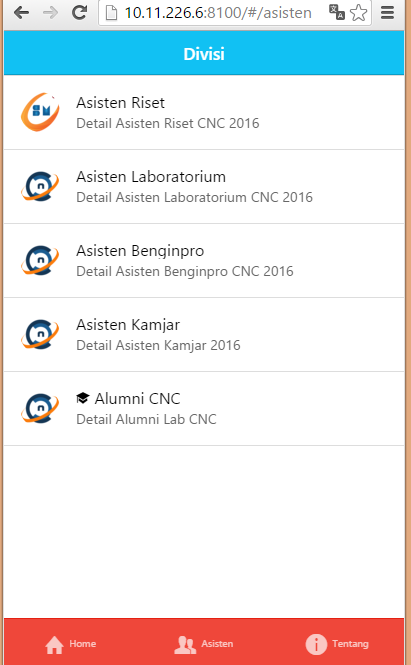 10.11.226.6:8100/#/asisten
Divisi
Asisten Riset
Detail Asisten Riset CNC 2016
Asisten Laboratorium
Detail Asisten Laboratorium CNC 2016
Asisten Benginpro
Detail Asisten Benginpro CNC 2016
Asisten Kamjar
Detail Asisten Kamjar 2016
Alumni CNC
Detail Alumni Lab CNC
Home Asisten Tentang